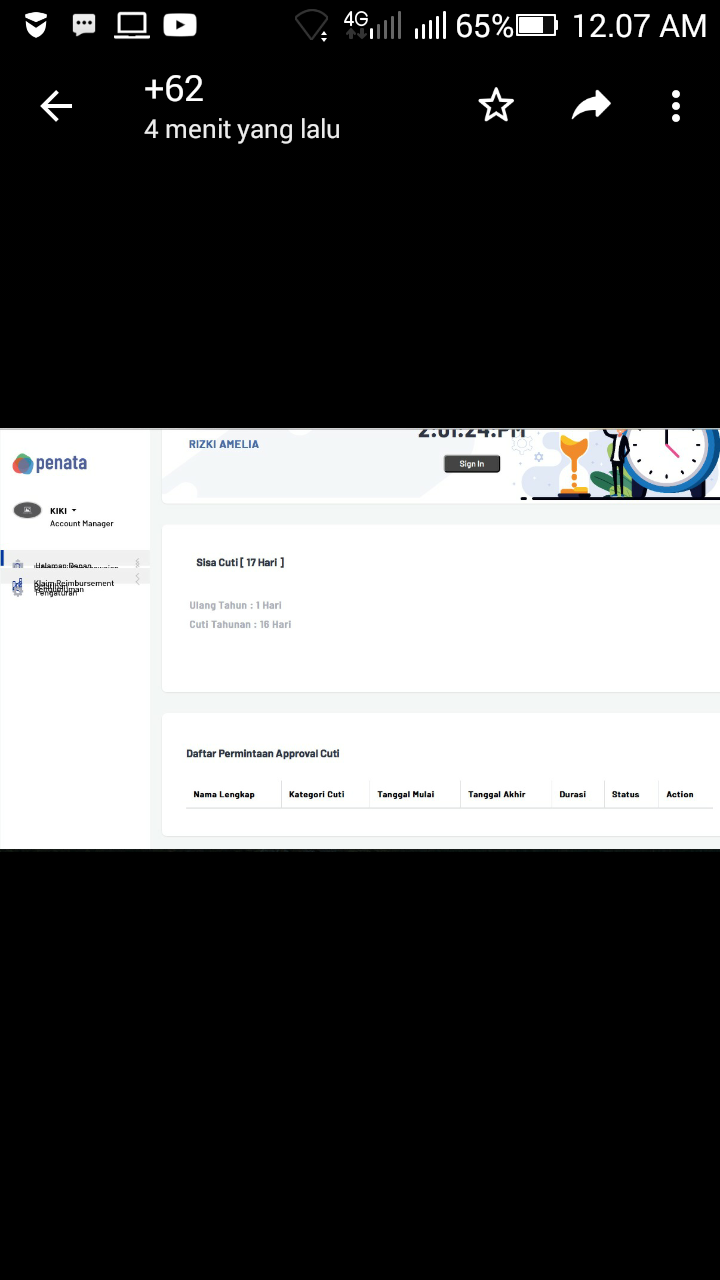 4G 65% 12.07 AM
+62
4 menit yang lalu
penata
RIZKI AMELIA
2:01:24:PM
Sign In
KIKI
Account Manager
Halaman Depan
Klaim Reimbursement
Pengaturan
Sisa Cuti [ 17 Hari ]
Ulang Tahun : 1 Hari
Cuti Tahunan : 16 Hari
Daftar Permintaan Approval Cuti
Nama Lengkap Kategori Cuti Tanggal Mulai Tanggal Akhir Durasi Status Action